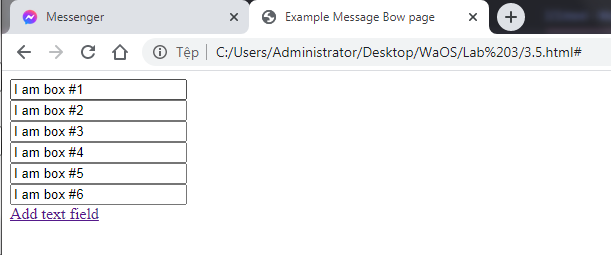 Messenger
Example Message Bow page
Tệp
C:/Users/Administrator/Desktop/WaOS/Lab%203/3.5.html#
I am box #1
I am box #2
I am box #3
I am box #4
I am box #5
I am box #6
Add text field